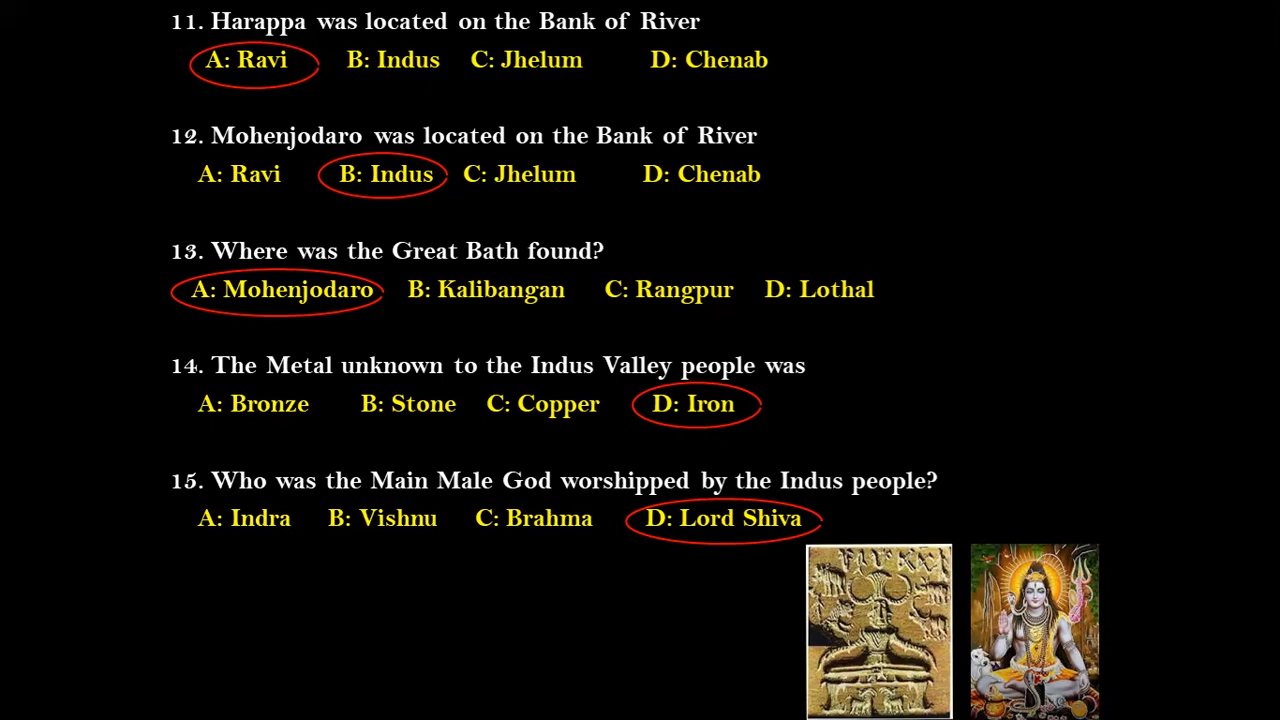 11. Harappa was located on the Bank of River
A: Ravi B: Indus C: Jhelum D: Chenab
12. Mohenjodaro was located on the Bank of River
A: Ravi B: Indus C: Jhelum D: Chenab
13. Where was the Great Bath found?
A: Mohenjodaro B: Kalibangan C: Rangpur D: Lothal
14. The Metal unknown to the Indus Valley people was
A: Bronze B: Stone C: Copper D: Iron
15. Who was the Main Male God worshipped by the Indus people?
A: Indra B: Vishnu C: Brahma D: Lord Shiva